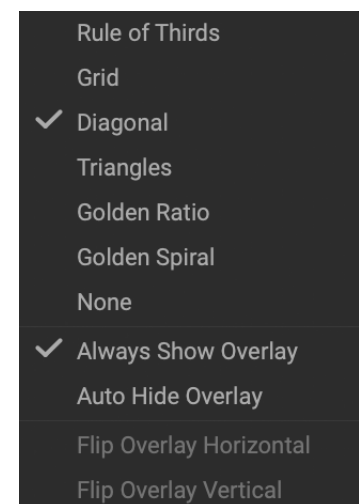 Rule of Thirds
Grid
Diagonal
Triangles
Golden Ratio
Golden Spiral
None
Always Show Overlay
Auto Hide Overlay
Flip Overlay Horizontal
Flip Overlay Vertical